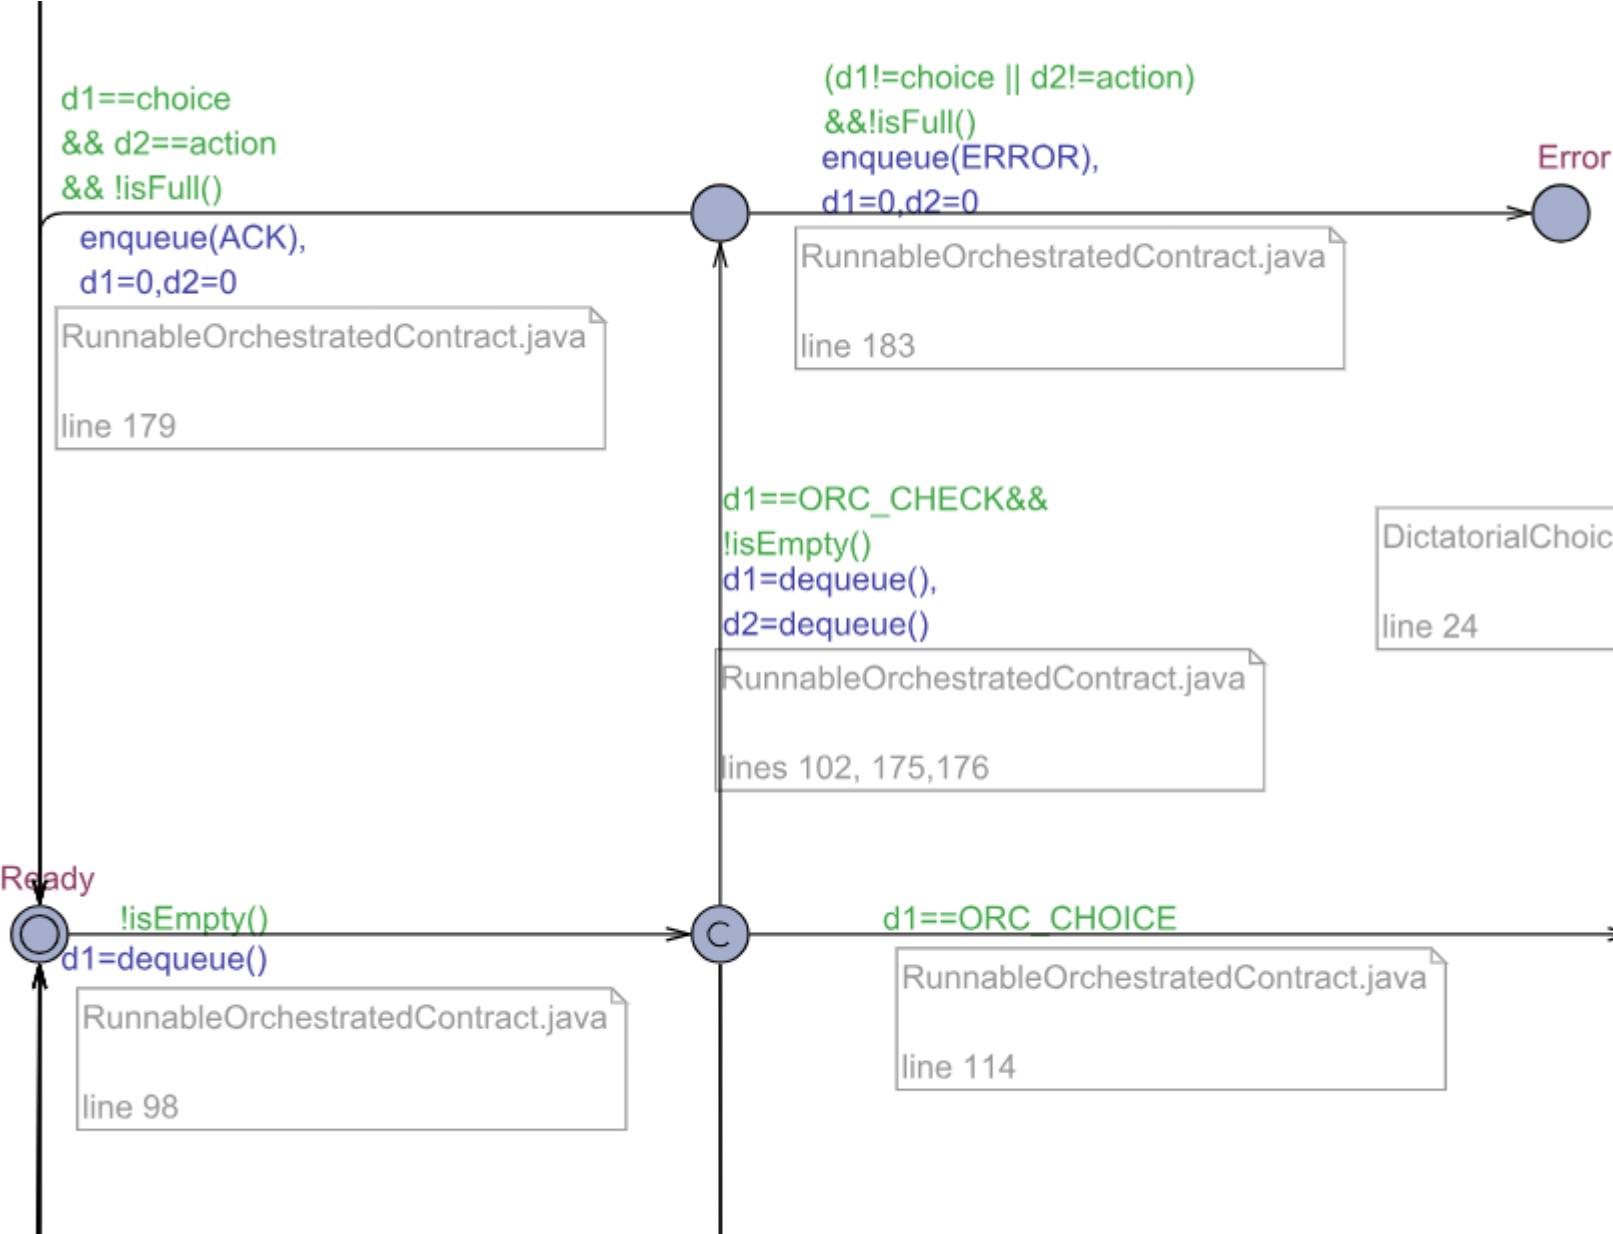 d1==choice
&& d2==action
&& !isFull()
enqueue(ACK),
d1=0,d2=0
RunnableOrchestratedContract.java
line 179
(d1!=choice || d2!=action)
&&!isFull()
enqueue(ERROR),
d1=0,d2=0
Error
RunnableOrchestratedContract.java
line 183
d1==ORC_CHECK&&
!isEmpty()
d1=dequeue(),
d2=dequeue()
RunnableOrchestratedContract.java
lines 102, 175,176
DictatorialChoic
line 24
Ready
!isEmpty()
d1=dequeue()
RunnableOrchestratedContract.java
line 98
C
d1==ORC_CHOICE
RunnableOrchestratedContract.java
line 114